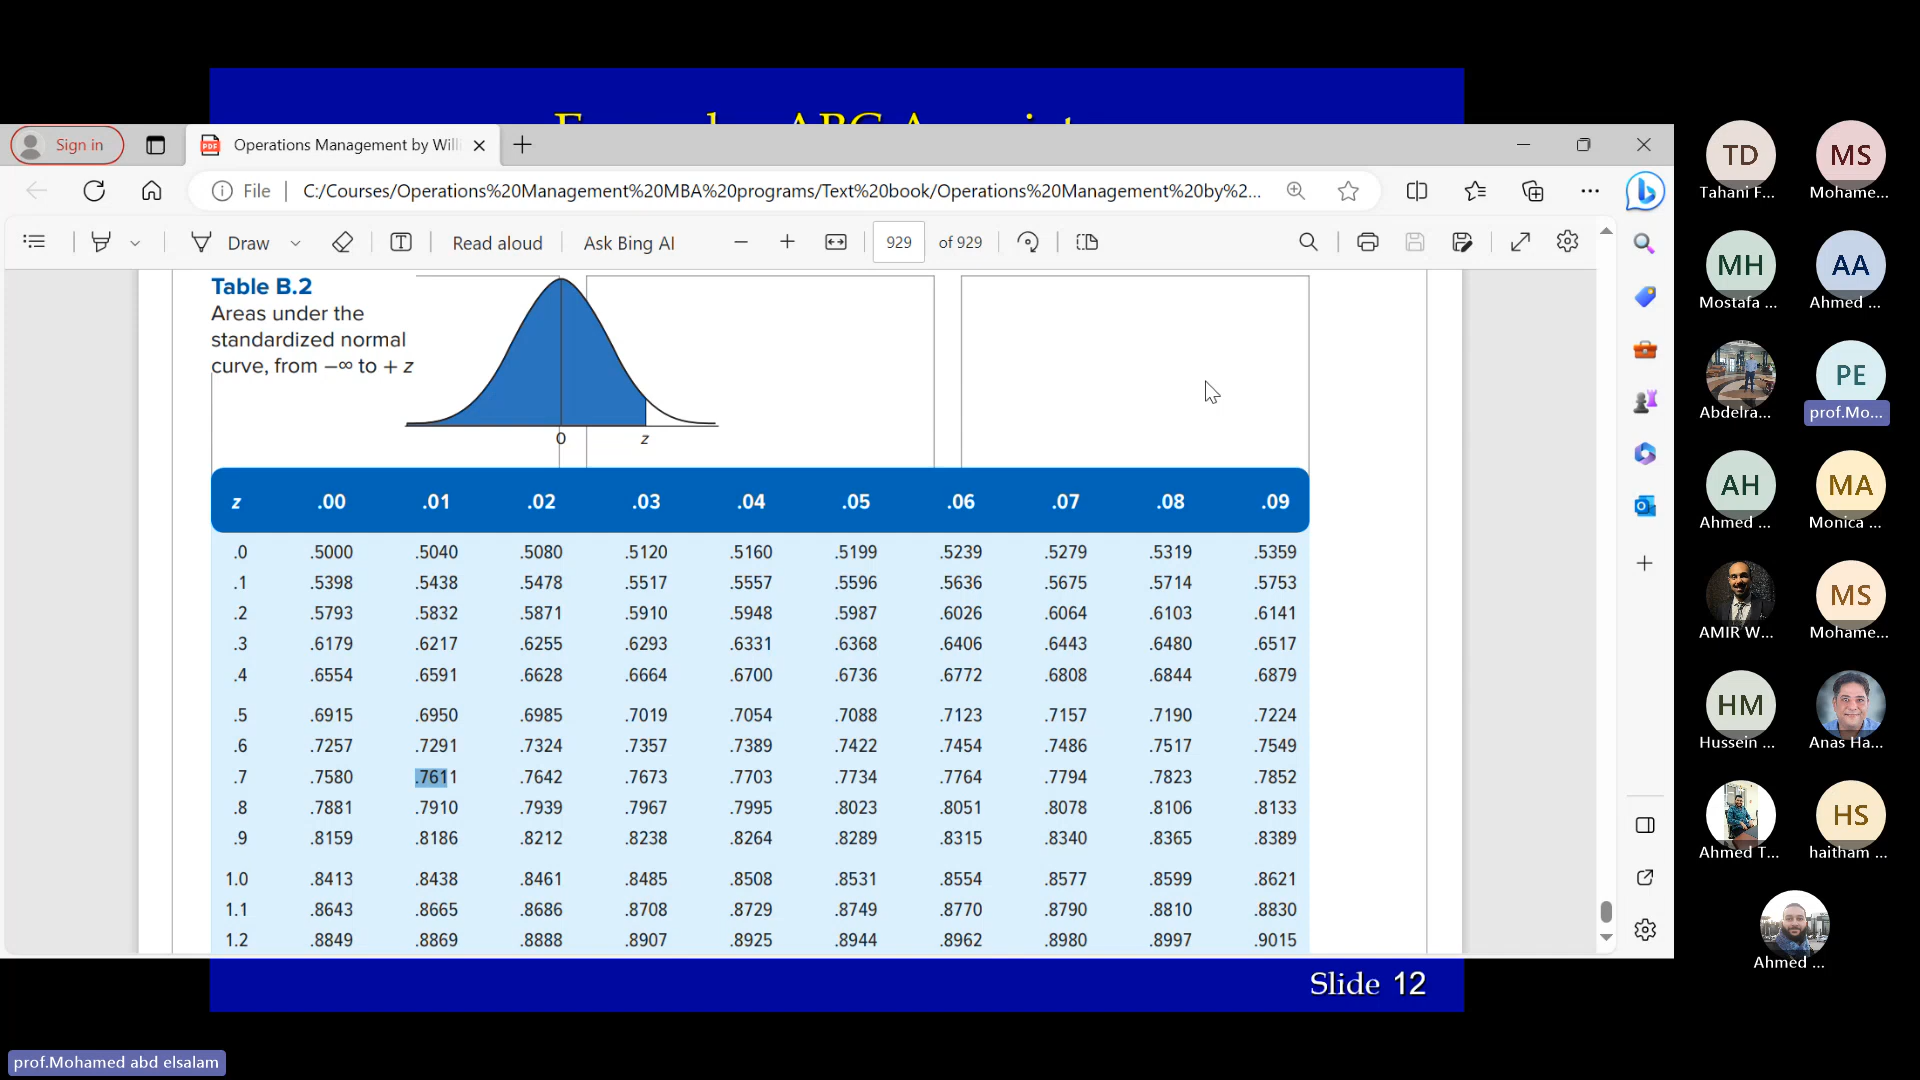 Sign in
Operations Management by Will
File
C:/Courses/Operations%20Management%20MBA%20programs/Text%20book/Operations%20Management%20by%2...
Draw
Read aloud
Ask Bing AI
929
of 929
Table B.2
Areas under the
standardized normal
curve, from −∞ to + z
0 z
z .00 .01 .02 .03 .04 .05 .06 .07 .08 .09
.0 .5000 .5040 .5080 .5120 .5160 .5199 .5239 .5279 .5319 .5359
.1 .5398 .5438 .5478 .5517 .5557 .5596 .5636 .5675 .5714 .5753
.2 .5793 .5832 .5871 .5910 .5948 .5987 .6026 .6064 .6103 .6141
.3 .6179 .6217 .6255 .6293 .6331 .6368 .6406 .6443 .6480 .6517
.4 .6554 .6591 .6628 .6664 .6700 .6736 .6772 .6808 .6844 .6879
.5 .6915 .6950 .6985 .7019 .7054 .7088 .7123 .7157 .7190 .7224
.6 .7257 .7291 .7324 .7357 .7389 .7422 .7454 .7486 .7517 .7549
.7 .7580 .7611 .7642 .7673 .7703 .7734 .7764 .7794 .7823 .7852
.8 .7881 .7910 .7939 .7967 .7995 .8023 .8051 .8078 .8106 .8133
.9 .8159 .8186 .8212 .8238 .8264 .8289 .8315 .8340 .8365 .8389
1.0 .8413 .8438 .8461 .8485 .8508 .8531 .8554 .8577 .8599 .8621
1.1 .8643 .8665 .8686 .8708 .8729 .8749 .8770 .8790 .8810 .8830
1.2 .8849 .8869 .8888 .8907 .8925 .8944 .8962 .8980 .8997 .9015
Slide 12
prof.Mohamed abd elsalam
TD MS
Tahani F... Mohame...
MH AA
Mostafa ... Ahmed ...
PE
Abdelra... prof.Mo...
AH MA
Ahmed ... Monica ...
MS
AMIR W... Mohame...
HM
Hussein ... Anas Ha...
HS
Ahmed T... haitham ...
Ahmed ...